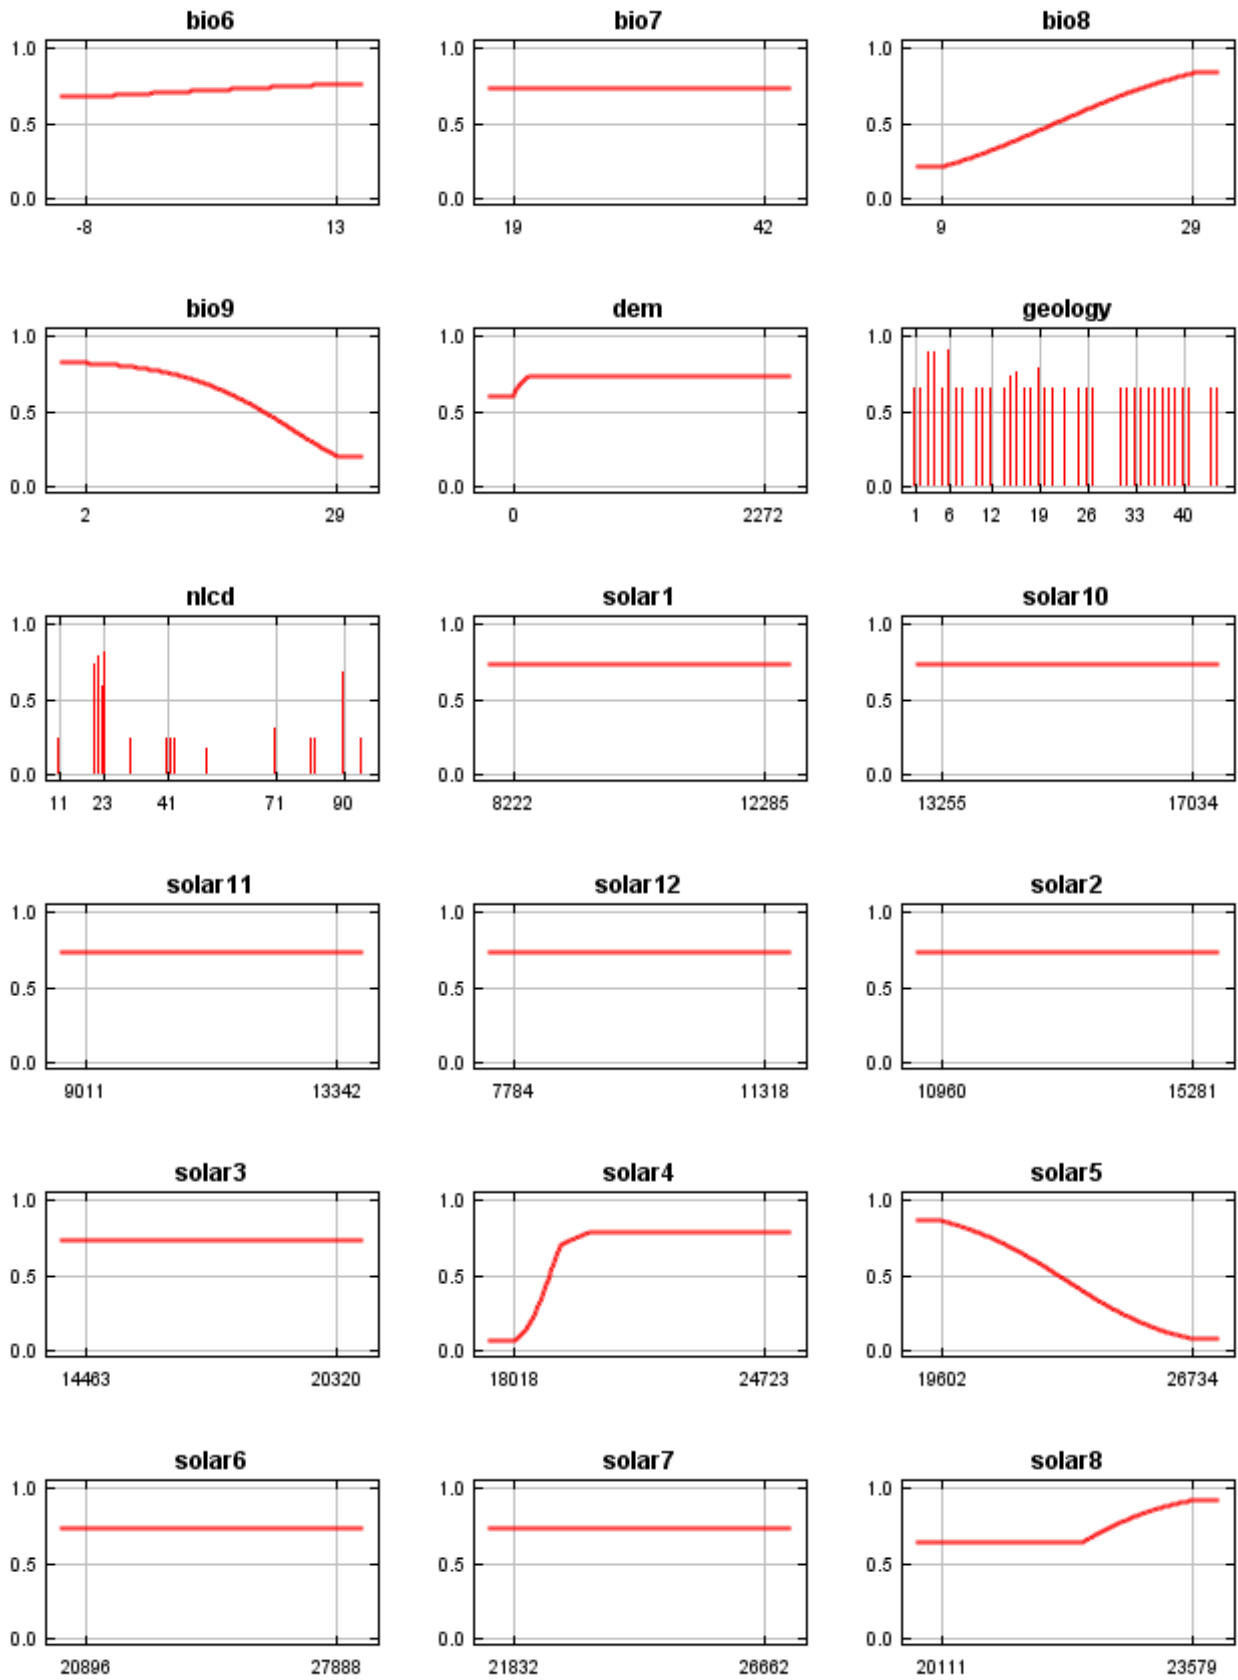 bio6 bio7 bio8
1.0 1.0 1.0
0.5 0.5 0.5
0.0 0.0 0.0
-8 13 19 42 9 29
bio9 dem geology
1.0 1.0 1.0
0.5 0.5 0.5
0.0 0.0 0.0
2 29 0 2272 1 6 12 19 26 33 40
nlcd solar1 solar10
1.0 1.0 1.0
0.5 0.5 0.5
0.0 0.0 0.0
11 23 41 71 90 8222 12285 13255 17034
solar11 solar12 solar2
1.0 1.0 1.0
0.5 0.5 0.5
0.0 0.0 0.0
9011 13342 7784 11318 10960 15281
solar3 solar4 solar5
1.0 1.0 1.0
0.5 0.5 0.5
0.0 0.0 0.0
14463 20320 18018 24723 19602 26734
solar6 solar7 solar8
1.0 1.0 1.0
0.5 0.5 0.5
0.0 0.0 0.0
20896 27888 21832 26662 20111 23579